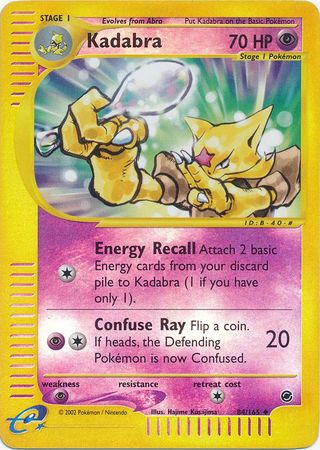 STAGE 1
Evolves from Abra
Put Kadabra on the Basic Pokémon
Kadabra
70 HP
Stage 1 Pokémon
ID:B-40-#
Energy Recall Attach 2 basic
Energy cards from your discard
pile to Kadabra (1 if you have
only 1).
Confuse Ray Flip a coin.
If heads, the Defending
Pokémon is now Confused.
20
weakness
resistance
retreat cost
e
© 2002 Pokémon / Nintendo
Illus. Hajime Kusajima
84/165